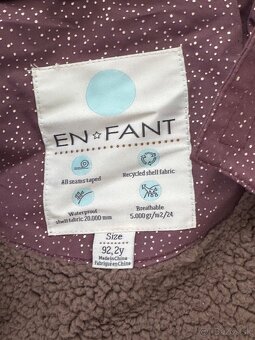 EN★FANT
All seams taped
Recycled shell fabric
Waterproof
shell fabric 20.000 mm
Breathable
5.000 gr/m2/24
Size
92,2y
Made in China
Fabriqué en Chine